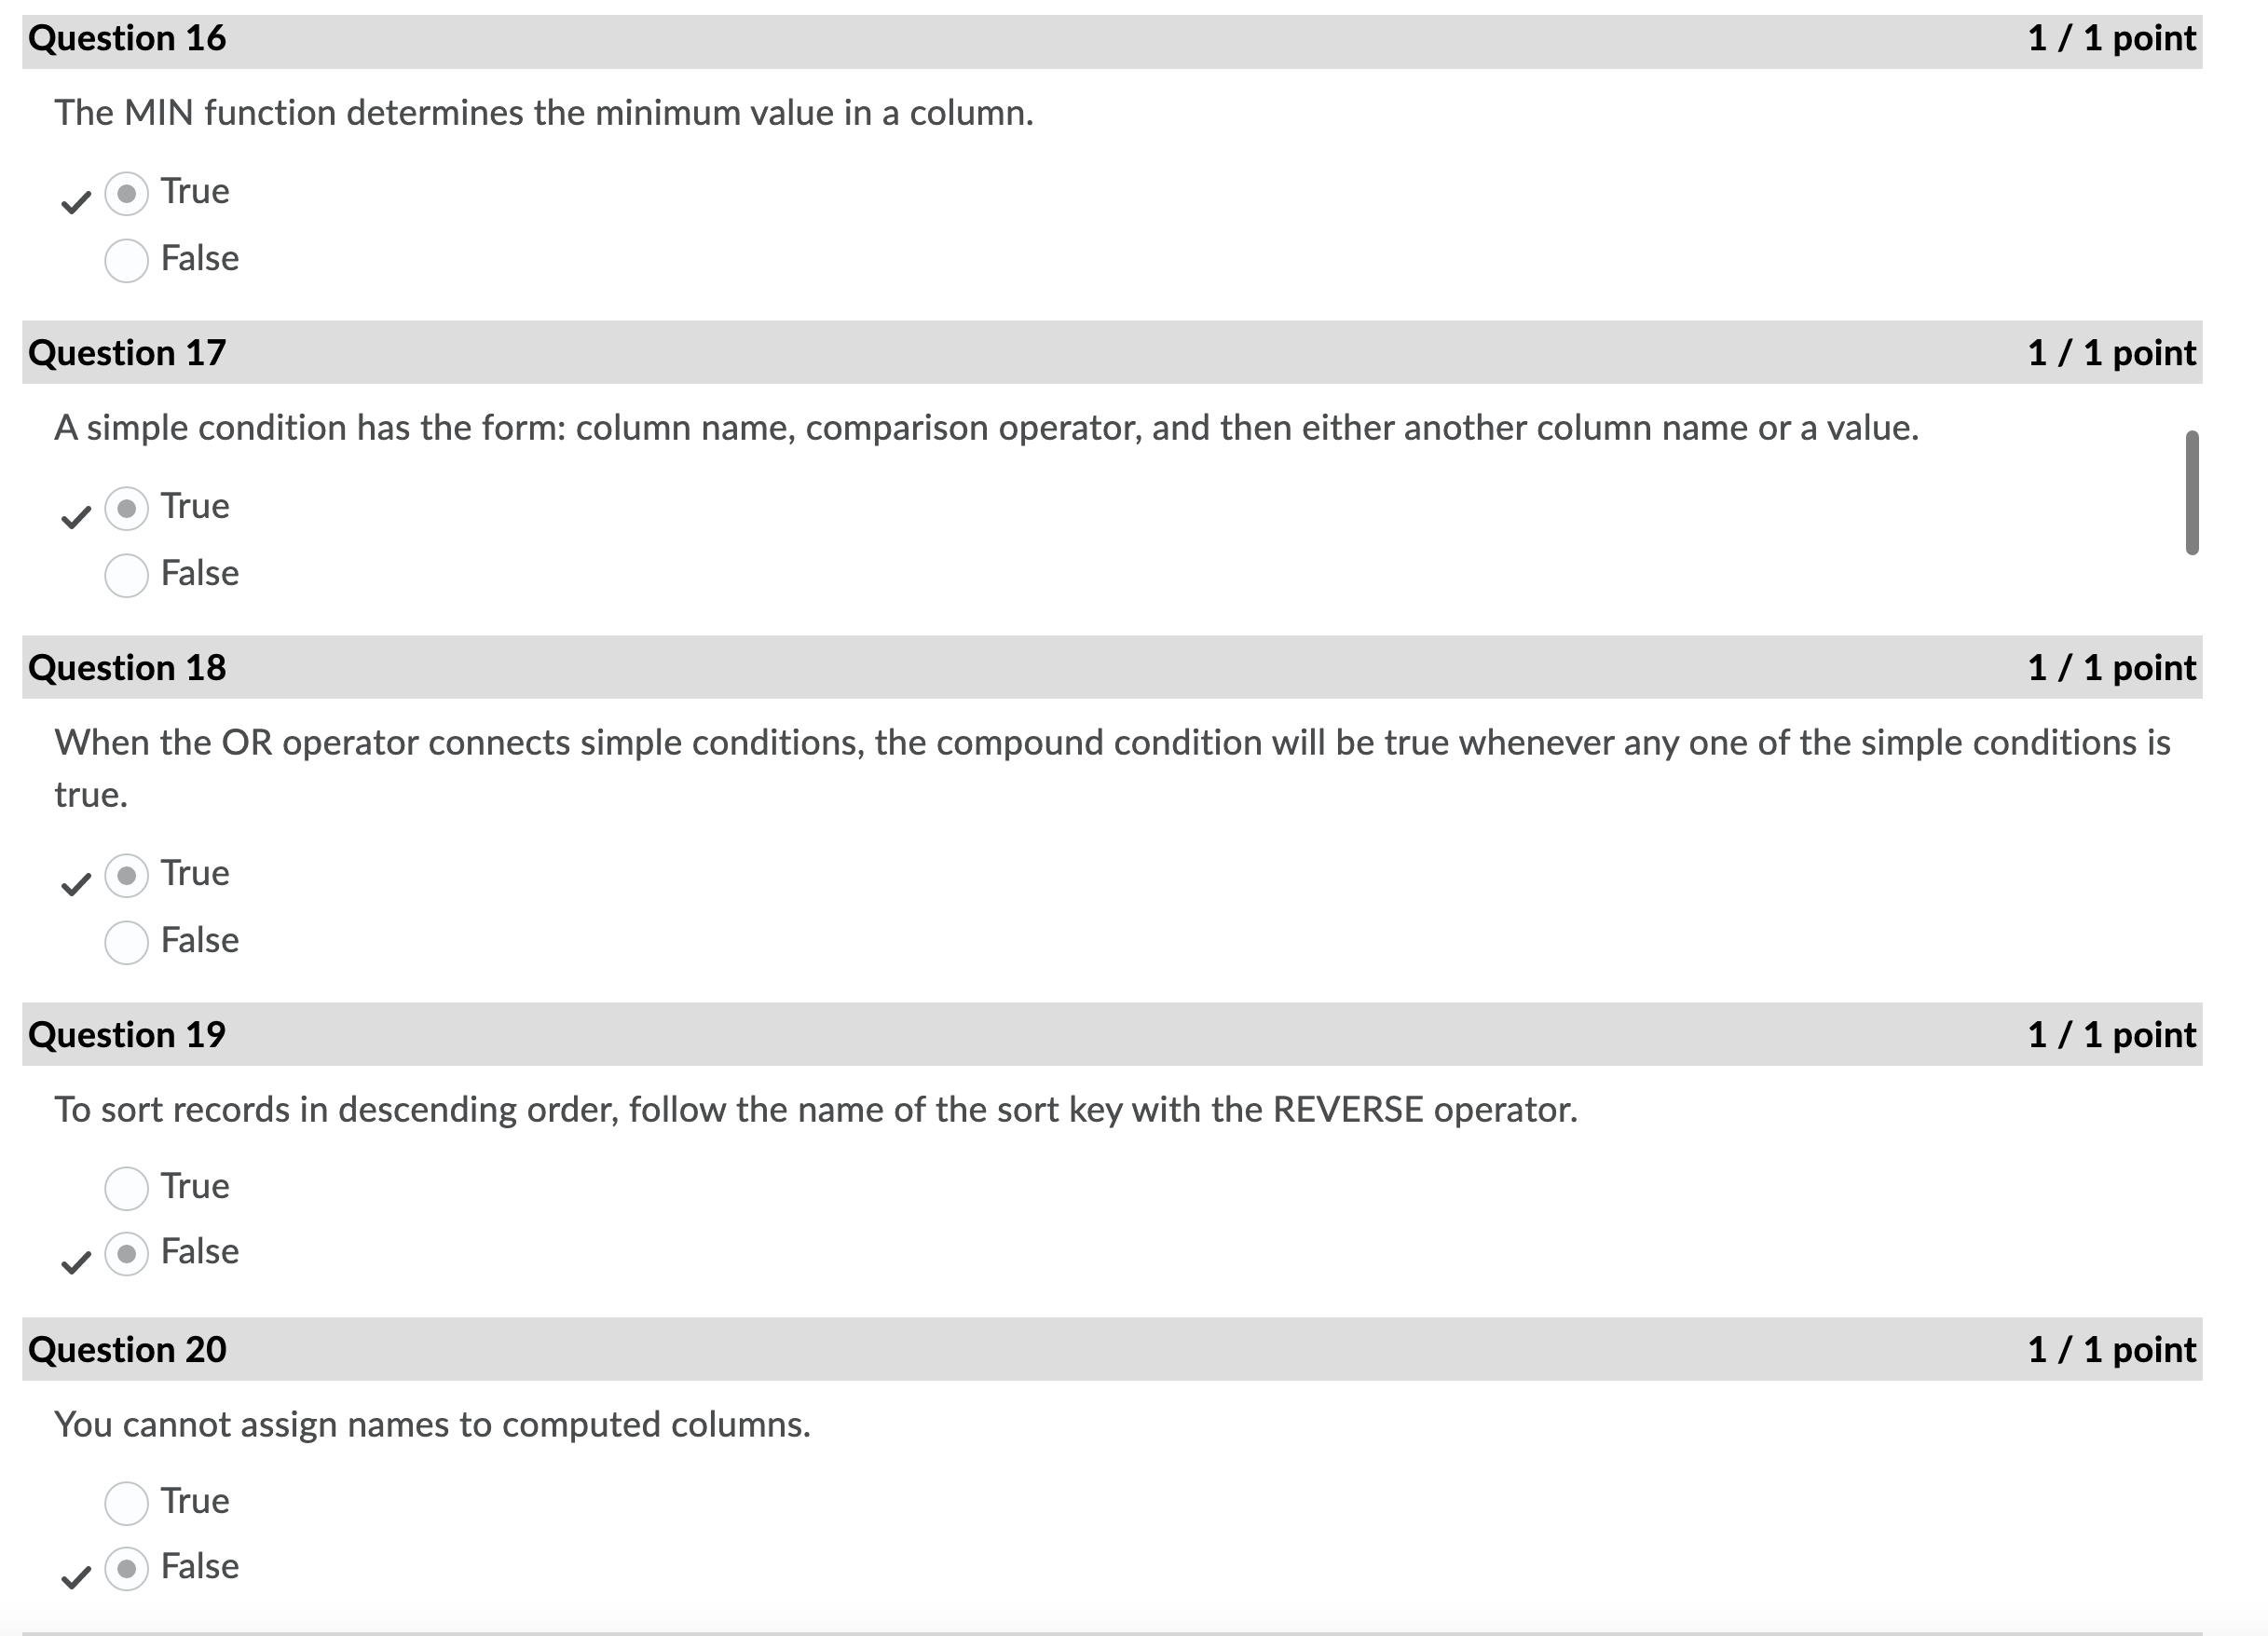 Question 16 1 / 1 point
The MIN function determines the minimum value in a column.
True
False
Question 17 1 / 1 point
A simple condition has the form: column name, comparison operator, and then either another column name or a value.
True
False
Question 18 1 / 1 point
When the OR operator connects simple conditions, the compound condition will be true whenever any one of the simple conditions is
true.
True
False
Question 19 1 / 1 point
To sort records in descending order, follow the name of the sort key with the REVERSE operator.
True
False
Question 20 1 / 1 point
You cannot assign names to computed columns.
True
False